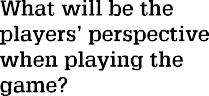 What will be the
players’ perspective
when playing the
game?